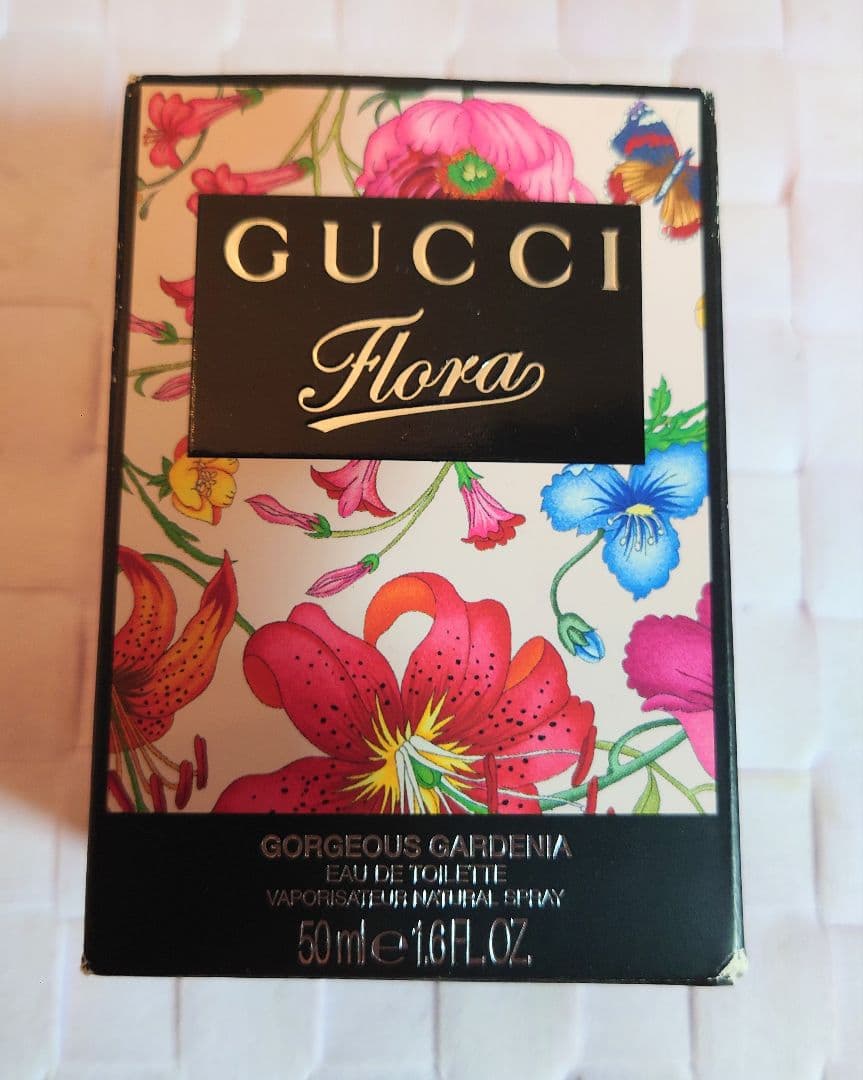 GUCCI
Flora
GORGEOUS GARDENIA
EAU DE TOILETTE
VAPORISATEUR NATURAL SPRAY
50 ml ℮ 1.6 FL.OZ.